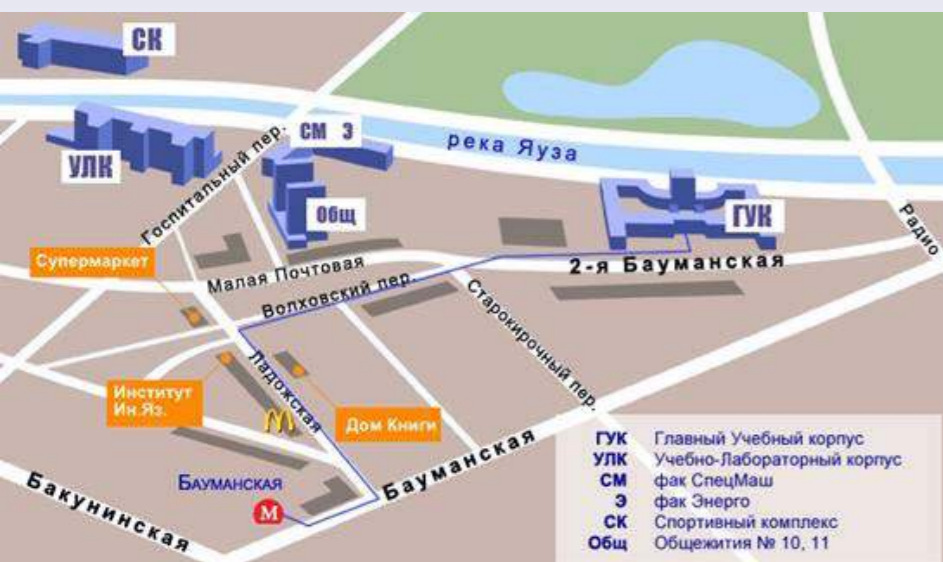 СК
УЛК
СМ Э
Госпитальный пер.
река Яуза
Общ
ГУК
Радио
Супермаркет
Малая Почтовая
2-я Бауманская
Волховский пер.
Старокирочный пер.
Ладожская
Институт
Ин.Яз.
Дом Книги
Бауманская
БАУМАНСКАЯ
М
Бакунинская
ГУК Главный Учебный корпус
УЛК Учебно-Лабораторный корпус
СМ фак СпецМаш
Э фак Энерго
СК Спортивный комплекс
Общ Общежития № 10, 11